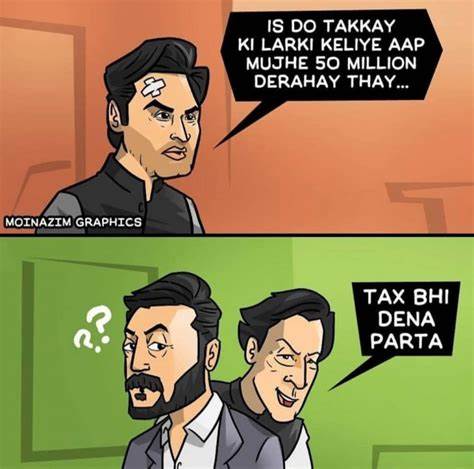 IS DO TAKKAY
KI LARKI KELIYE AAP
MUJHE 50 MILLION
DERAHAY THAY...
MOINAZIM GRAPHICS
??
TAX BHI
DENA
PARTA